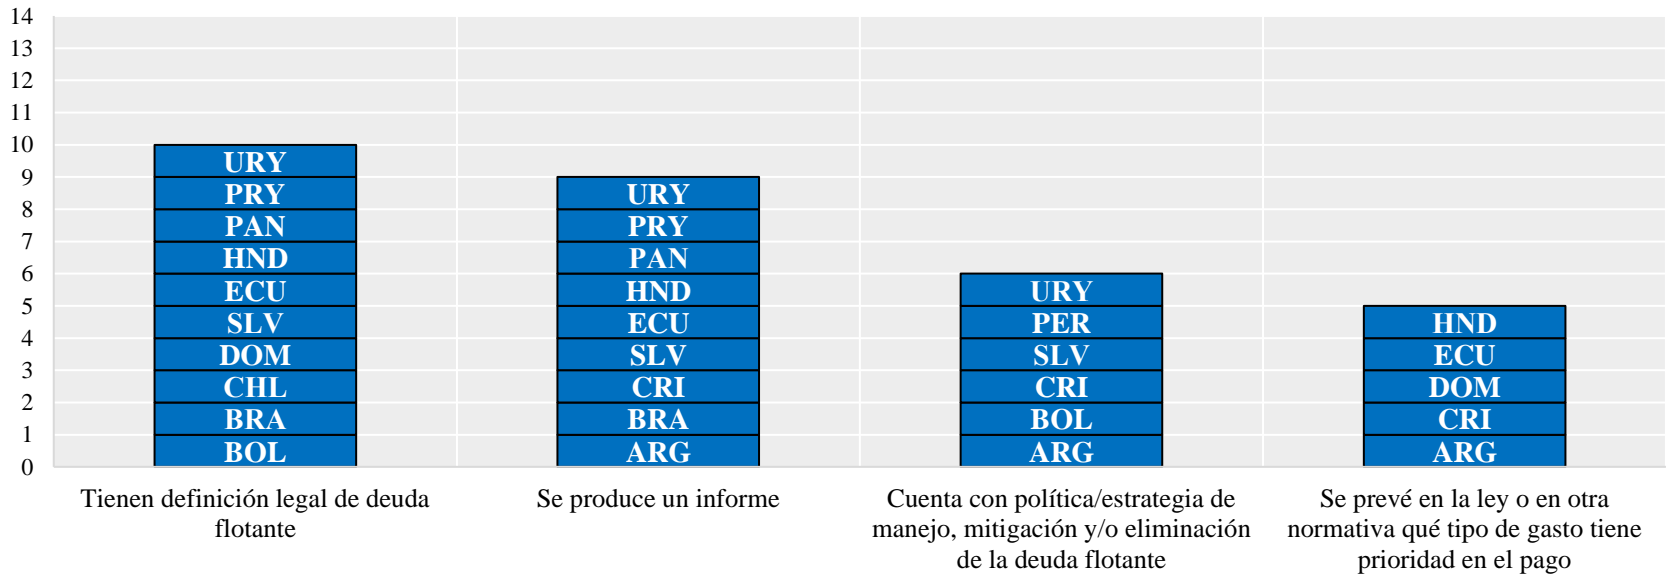 14
13
12
11
10
9
8
7
6
5
4
3
2
1
0
URY
PRY
PAN
HND
ECU
SLV
DOM
CHL
BRA
BOL
URY
PRY
PAN
HND
ECU
SLV
CRI
BRA
ARG
URY
PER
SLV
CRI
BOL
ARG
HND
ECU
DOM
CRI
ARG
Tienen definición legal de deuda
flotante
Se produce un informe
Cuenta con política/estrategia de
manejo, mitigación y/o eliminación
de la deuda flotante
Se prevé en la ley o en otra
normativa qué tipo de gasto tiene
prioridad en el pago